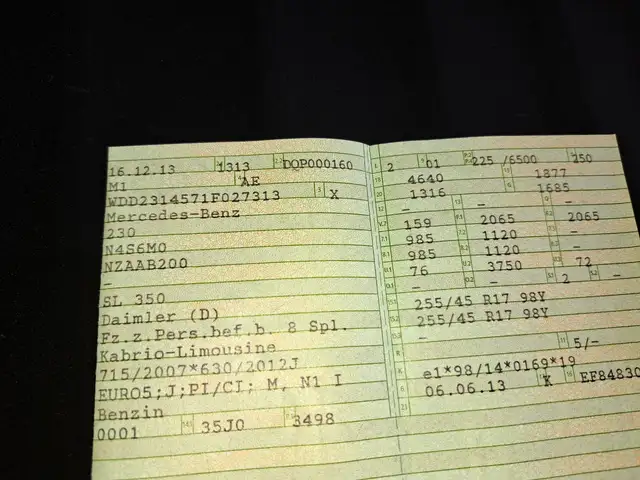 16.12.13 1313 DQP000160
M1 AE
WDD2314571F027313 X
Mercedes-Benz
230
N4S6M0
NZAAB200
-
SL 350
Daimler (D)
Fz.z.Pers.bef.b. 8 Spl.
Kabrio-Limousine
715/2007*630/2012J
EURO5;J;PI/CI; M, N1 I
Benzin
0001 35J0 3498
2 01 225 /6500 250
4640 1877
1316 1685
- - -
159 2065 2065
985 1120 -
985 1120 -
76 3750 72
- - 2 -
255/45 R17 98Y
255/45 R17 98Y
-
5/-
e1*98/14*0169*19
06.06.13 K EF84830